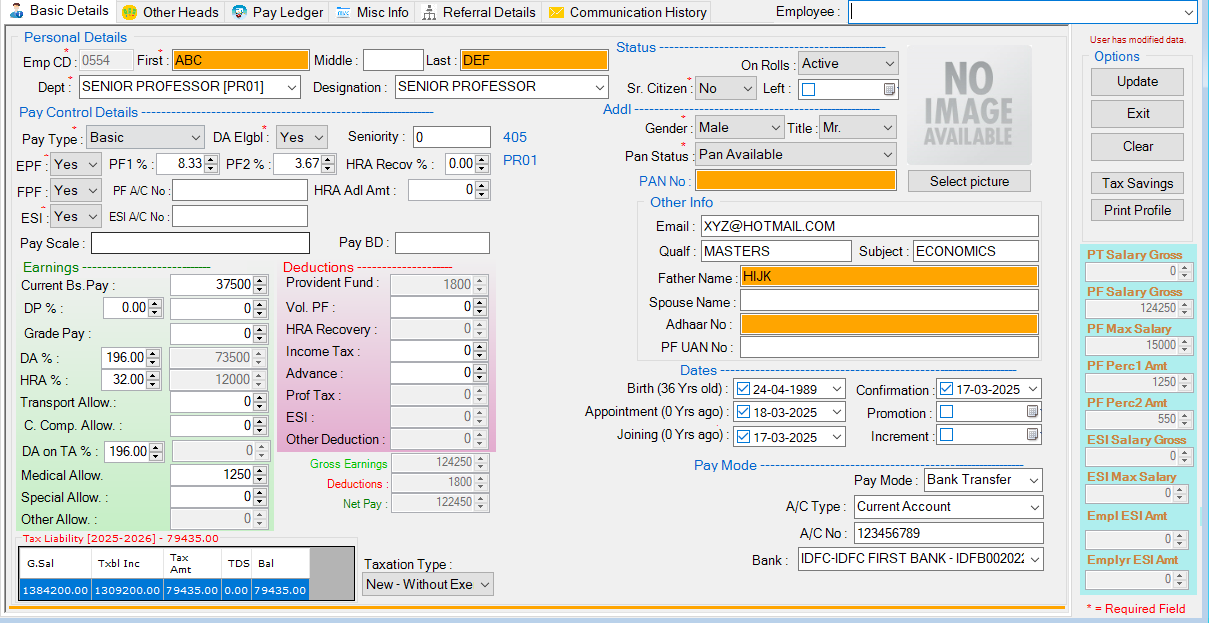 Basic Details Other Heads Pay Ledger Misc Info Referral Details Communication History Employee :
Personal Details
Emp CD : 0554 First * : ABC Middle : Last : DEF
Dept * : SENIOR PROFESSOR [PR01] Designation * : SENIOR PROFESSOR
Pay Control Details
Pay Type * : Basic DA Elgbl * : Yes Seniority : 0 405
EPF * : Yes PF1 % : 8.33 PF2 % : 3.67 HRA Recov % : 0.00 PR01
FPF * : Yes PF A/C No : HRA Adl Amt : 0
ESI * : Yes ESI A/C No :
Pay Scale : Pay BD :
Earnings
Current Bs.Pay : 37500
DP % : 0.00 0
Grade Pay : 0
DA % : 196.00 73500
HRA % : 32.00 12000
Transport Allow.: 0
C. Comp. Allow. : 0
DA on TA % : 196.00 0
Medical Allow. 1250
Special Allow. : 0
Other Allow. : 0
Deductions
Provident Fund : 1800
Vol. PF : 0
HRA Recovery : 0
Income Tax : 0
Advance : 0
Prof Tax : 0
ESI : 0
Other Deduction : 0
Gross Earnings 124250
Deductions : 1800
Net Pay : 122450
Tax Liability [2025-2026] - 79435.00
G.Sal Txbl Inc Tax Amt TDS Bal
1384200.00 1309200.00 79435.00 0.00 79435.00
Taxation Type :
New - Without Exe
Status
On Rolls : Active
Sr. Citizen * : No Left :
Addl
Gender * : Male Title : Mr.
Pan Status * : Pan Available
PAN No :
NO
IMAGE
AVAILABLE
Select picture
Other Info
Email : XYZ@HOTMAIL.COM
Qualf : MASTERS Subject : ECONOMICS
Father Name : HIJK
Spouse Name :
Adhaar No :
PF UAN No :
Dates
Birth (36 Yrs old) : 24-04-1989 Confirmation : 17-03-2025
Appointment (0 Yrs ago) : 18-03-2025 Promotion :
Joining (0 Yrs ago) : 17-03-2025 Increment :
Pay Mode
Pay Mode : Bank Transfer
A/C Type : Current Account
A/C No : 123456789
Bank : IDFC-IDFC FIRST BANK - IDFB002022
User has modified data.
Options
Update
Exit
Clear
Tax Savings
Print Profile
PT Salary Gross
0
PF Salary Gross
124250
PF Max Salary
15000
PF Perc1 Amt
1250
PF Perc2 Amt
550
ESI Salary Gross
0
ESI Max Salary
0
Empl ESI Amt
0
Emplyr ESI Amt
0
* = Required Field